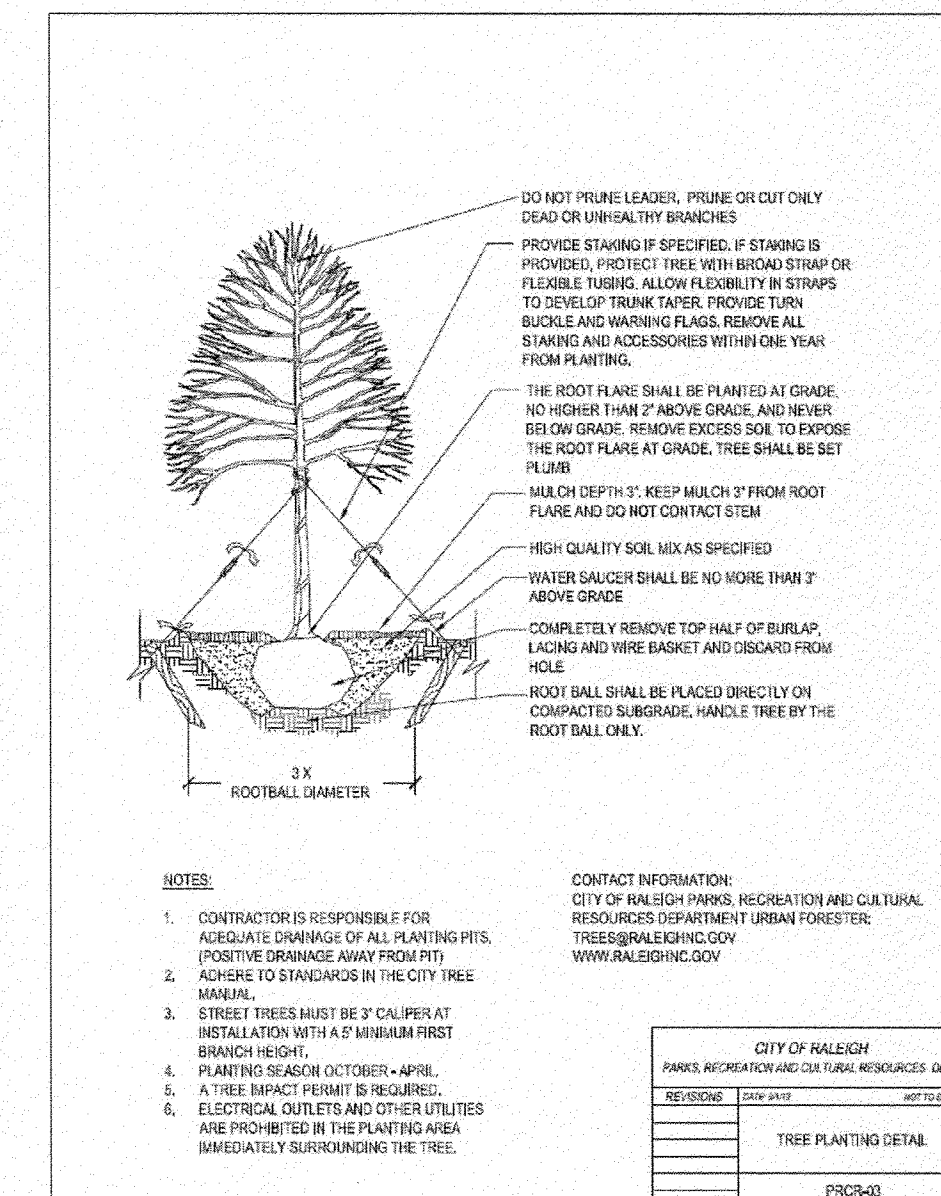 DO NOT PRUNE LEADER, PRUNE OR CUT ONLY
DEAD OR UNHEALTHY BRANCHES
PROVIDE STAKING IF SPECIFIED. IF STAKING IS
PROVIDED, PROTECT TREE WITH BROAD STRAP OR
FLEXIBLE TUBING. ALLOW FLEXIBILITY IN STRAPS
TO DEVELOP TRUNK TAPER. PROVIDE TURN
BUCKLE AND WARNING FLAGS. REMOVE ALL
STAKING AND ACCESSORIES WITHIN ONE YEAR
FROM PLANTING.
THE ROOT FLARE SHALL BE PLANTED AT GRADE,
NO HIGHER THAN 2" ABOVE GRADE, AND NEVER
BELOW GRADE. REMOVE EXCESS SOIL TO EXPOSE
THE ROOT FLARE AT GRADE. TREE SHALL BE SET
PLUMB
MULCH DEPTH 3". KEEP MULCH 3" FROM ROOT
FLARE AND DO NOT CONTACT STEM
HIGH QUALITY SOIL MIX AS SPECIFIED
WATER SAUCER SHALL BE NO MORE THAN 3"
ABOVE GRADE
COMPLETELY REMOVE TOP HALF OF BURLAP,
LACING AND WIRE BASKET AND DISCARD FROM
HOLE
ROOT BALL SHALL BE PLACED DIRECTLY ON
COMPACTED SUBGRADE. HANDLE TREE BY THE
ROOT BALL ONLY.
3 X
ROOTBALL DIAMETER
NOTES:
1. CONTRACTOR IS RESPONSIBLE FOR
ADEQUATE DRAINAGE OF ALL PLANTING PITS.
(POSITIVE DRAINAGE AWAY FROM PIT)
2. ADHERE TO STANDARDS IN THE CITY TREE
MANUAL.
3. STREET TREES MUST BE 3" CALIPER AT
INSTALLATION WITH A 5' MINIMUM FIRST
BRANCH HEIGHT.
4. PLANTING SEASON OCTOBER - APRIL.
5. A TREE IMPACT PERMIT IS REQUIRED.
6. ELECTRICAL OUTLETS AND OTHER UTILITIES
ARE PROHIBITED IN THE PLANTING AREA
IMMEDIATELY SURROUNDING THE TREE.
CONTACT INFORMATION:
CITY OF RALEIGH PARKS, RECREATION AND CULTURAL
RESOURCES DEPARTMENT URBAN FORESTER:
TREES@RALEIGHNC.GOV
WWW.RALEIGHNC.GOV
CITY OF RALEIGH
PARKS, RECREATION AND CULTURAL RESOURCES
REVISIONS DATE NOT TO
TREE PLANTING DETAIL
PRCR-03